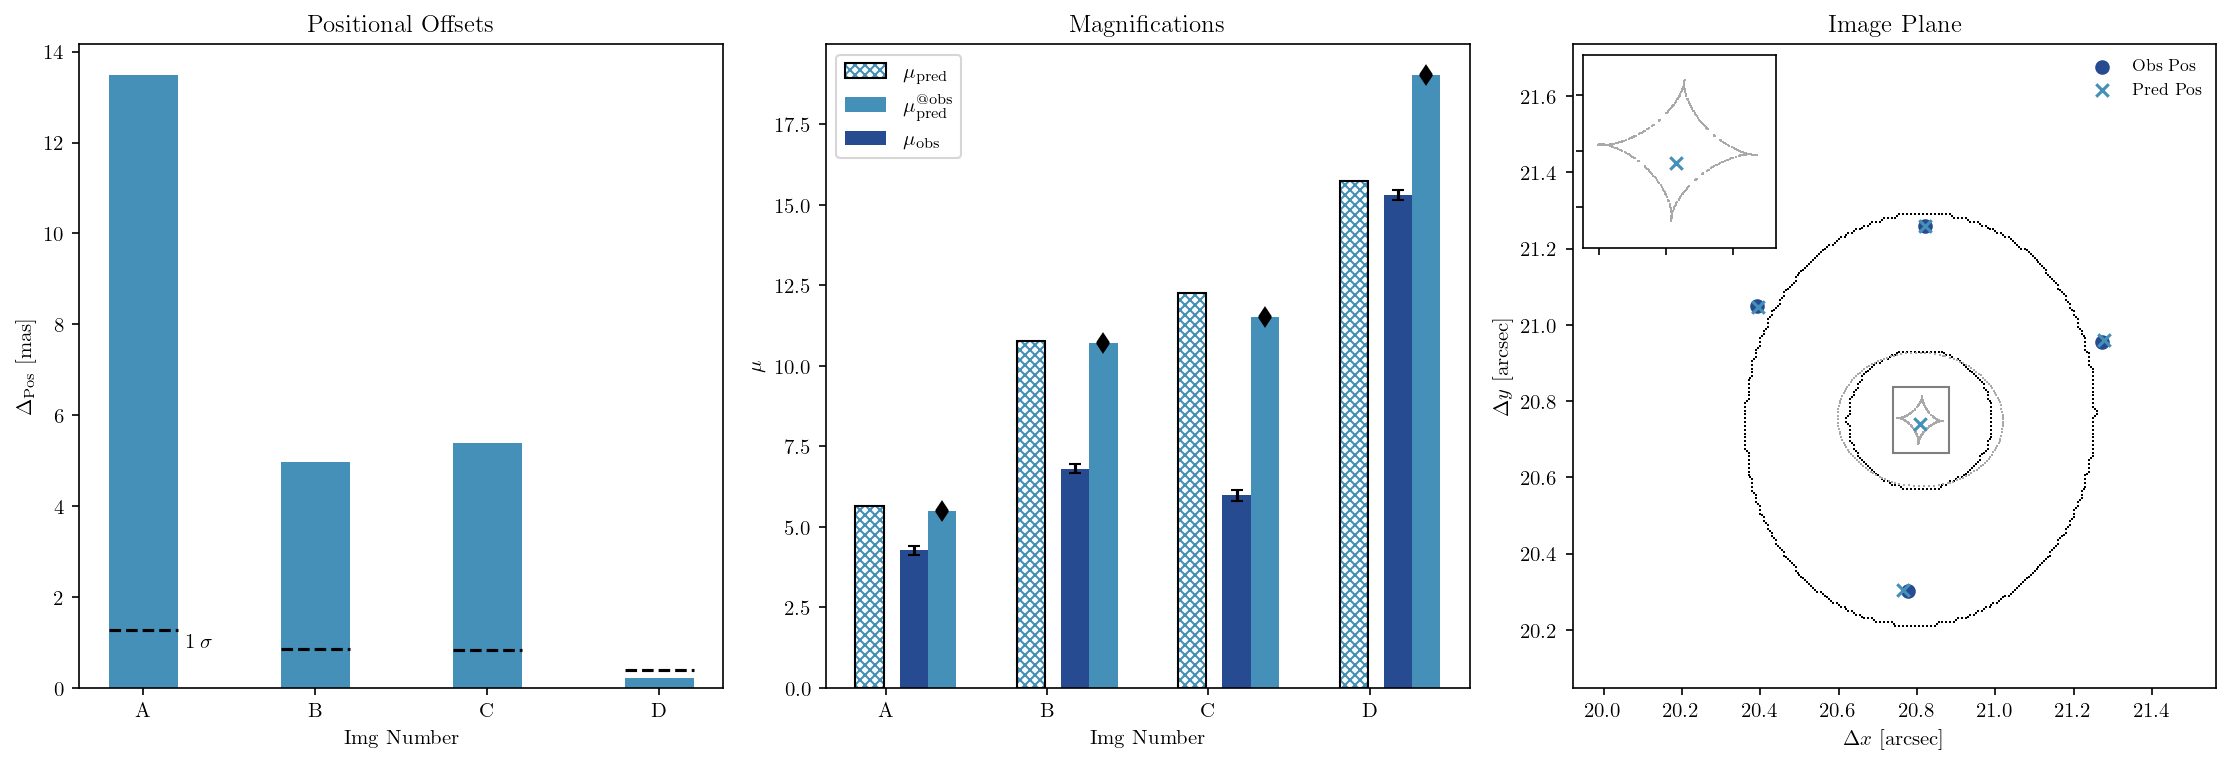 Positional Offsets
14
12
10
8
6
4
2
0
Δ_Pos [mas]
1 σ
A B C D
Img Number
Magnifications
μ_pred
μ_pred^@obs
μ_obs
17.5
15.0
12.5
10.0
7.5
5.0
2.5
0.0
μ
A B C D
Img Number
Image Plane
Obs Pos
Pred Pos
21.6
21.4
21.2
21.0
20.8
20.6
20.4
20.2
Δy [arcsec]
20.0 20.2 20.4 20.6 20.8 21.0 21.2 21.4
Δx [arcsec]